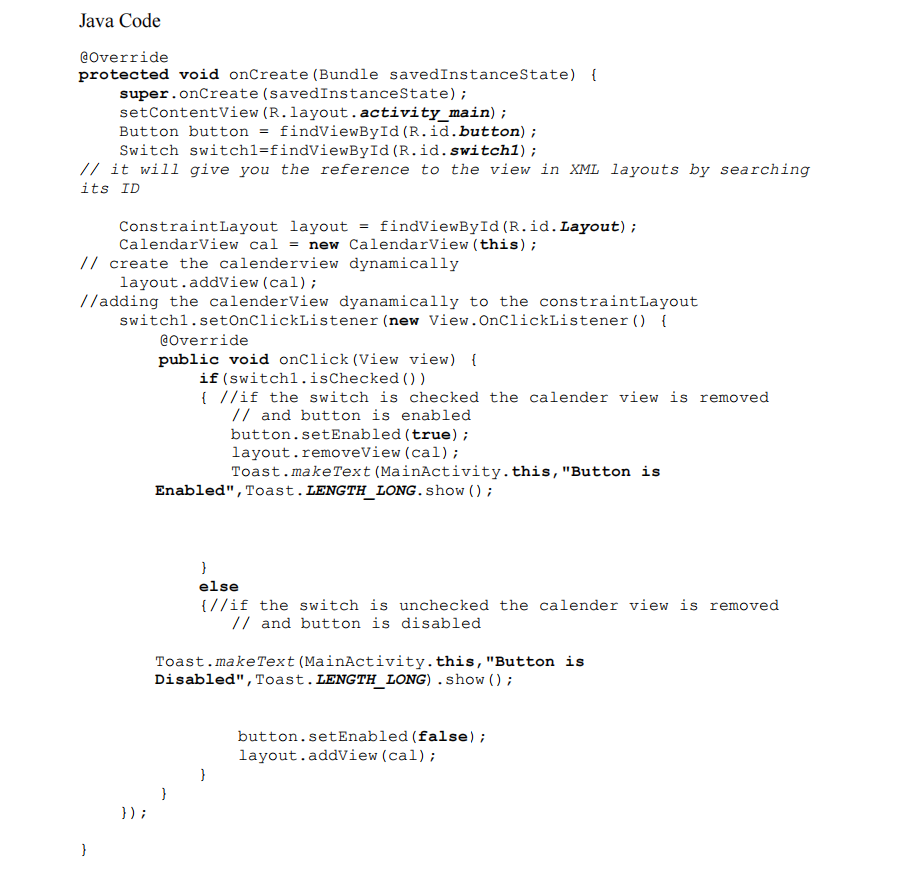 Java Code
@Override
protected void onCreate(Bundle savedInstanceState) {
super.onCreate(savedInstanceState);
setContentView(R.layout.activity_main);
Button button = findViewById(R.id.button);
Switch switch1=findViewById(R.id.switch1);
// it will give you the reference to the view in XML layouts by searching
its ID
ConstraintLayout layout = findViewById(R.id.Layout);
CalendarView cal = new CalendarView(this);
// create the calenderview dynamically
layout.addView(cal);
//adding the calenderView dyanamically to the constraintLayout
switch1.setOnClickListener(new View.OnClickListener() {
@Override
public void onClick(View view) {
if(switch1.isChecked())
{ //if the switch is checked the calender view is removed
// and button is enabled
button.setEnabled(true);
layout.removeView(cal);
Toast.makeText(MainActivity.this,"Button is
Enabled",Toast.LENGTH_LONG.show();
}
else
{//if the switch is unchecked the calender view is removed
// and button is disabled
Toast.makeText(MainActivity.this,"Button is
Disabled",Toast.LENGTH_LONG).show();
button.setEnabled(false);
layout.addView(cal);
}
}
});
}